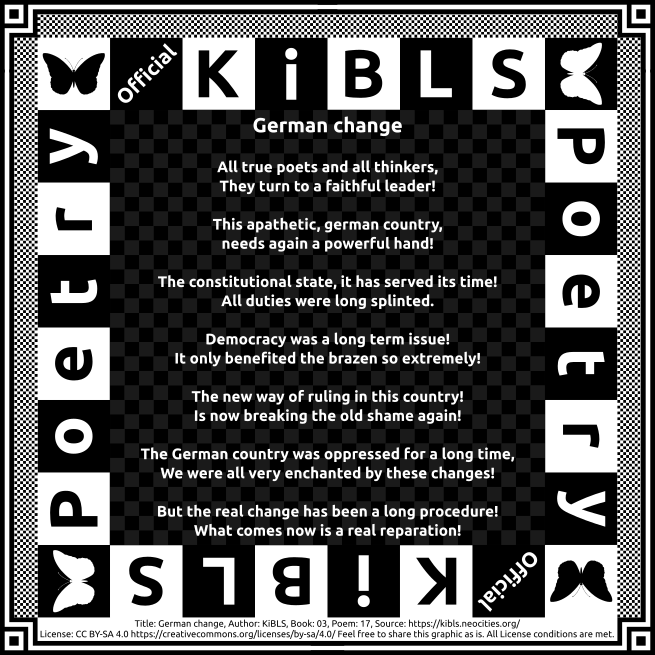 Official KiBLS
Poetry
Poetry
German change
All true poets and all thinkers,
They turn to a faithful leader!
This apathetic, german country,
needs again a powerful hand!
The constitutional state, it has served its time!
All duties were long splinted.
Democracy was a long term issue!
It only benefited the brazen so extremely!
The new way of ruling in this country!
Is now breaking the old shame again!
The German country was oppressed for a long time,
We were all very enchanted by these changes!
But the real change has been a long procedure!
What comes now is a real reparation!
Official KiBLS
Title: German change, Author: KiBLS, Book: 03, Poem: 17, Source: https://kibls.neocities.org/
License: CC BY-SA 4.0 https://creativecommons.org/licenses/by-sa/4.0/ Feel free to share this graphic as is. All License conditions are met.